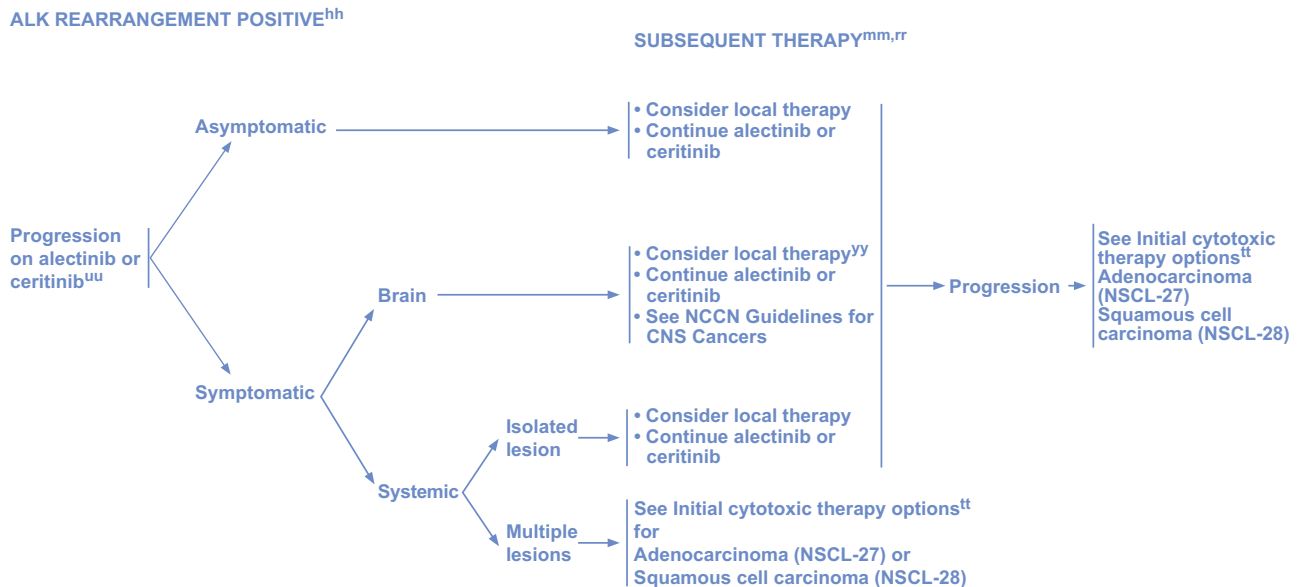 ALK REARRANGEMENT POSITIVEhh
SUBSEQUENT THERAPYmm,rr
Asymptomatic
• Consider local therapy
• Continue alectinib or
ceritinib
Progression
on alectinib or
ceritinibuu
Brain
• Consider local therapyyy
• Continue alectinib or
ceritinib
• See NCCN Guidelines for
CNS Cancers
Progression
See Initial cytotoxic
therapy optionstt
Adenocarcinoma
(NSCL-27)
Squamous cell
carcinoma (NSCL-28)
Symptomatic
Isolated
lesion
• Consider local therapy
• Continue alectinib or
ceritinib
Systemic
Multiple
lesions
See Initial cytotoxic therapy optionstt
for
Adenocarcinoma (NSCL-27) or
Squamous cell carcinoma (NSCL-28)